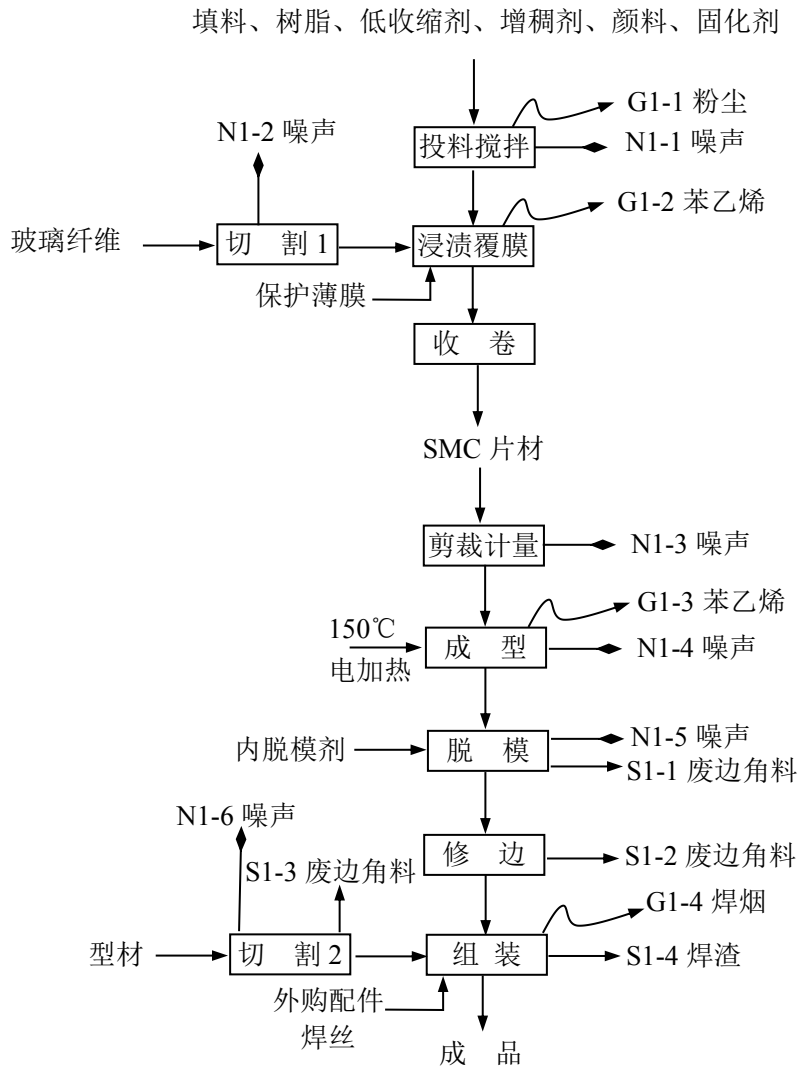 填料、树脂、低收缩剂、增稠剂、颜料、固化剂
G1-1 粉尘
N1-2 噪声
投料搅拌
N1-1 噪声
G1-2 苯乙烯
玻璃纤维
切 割 1
浸渍覆膜
保护薄膜
收 卷
SMC 片材
剪裁计量
N1-3 噪声
G1-3 苯乙烯
150℃
电加热
成 型
N1-4 噪声
内脱模剂
脱 模
N1-5 噪声
S1-1 废边角料
N1-6 噪声
修 边
S1-2 废边角料
S1-3 废边角料
G1-4 焊烟
型材
切 割 2
组 装
S1-4 焊渣
外购配件
焊丝
成 品